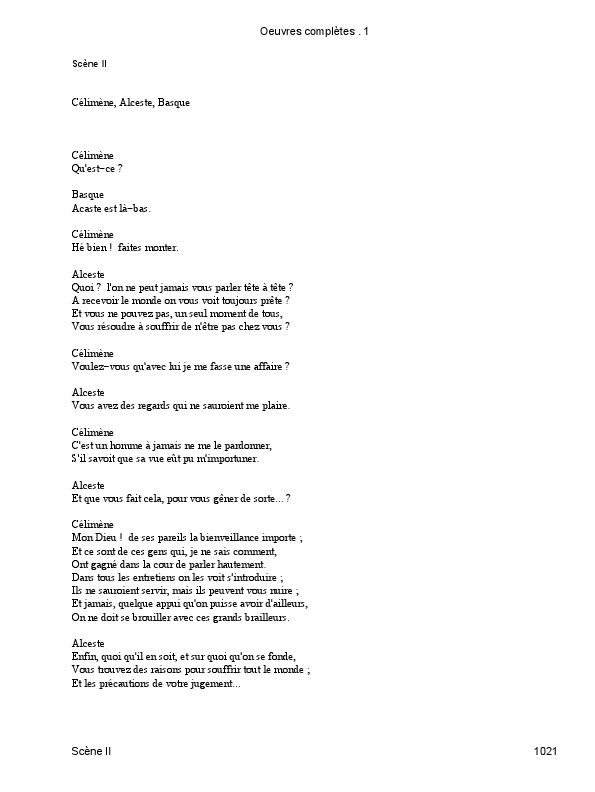 Oeuvres complètes . 1
Scène II
Célimène, Alceste, Basque
Célimène
Qu'est−ce ?
Basque
Acaste est là−bas.
Célimène
Hé bien ! faites monter.
Alceste
Quoi ? l'on ne peut jamais vous parler tête à tête ?
A recevoir le monde on vous voit toujours prête ?
Et vous ne pouvez pas, un seul moment de tous,
Vous résoudre à souffrir de n'être pas chez vous ?
Célimène
Voulez−vous qu'avec lui je me fasse une affaire ?
Alceste
Vous avez des regards qui ne sauroient me plaire.
Célimène
C'est un homme à jamais ne me le pardonner,
S'il savoit que sa vue eût pu m'importuner.
Alceste
Et que vous fait cela, pour vous gêner de sorte... ?
Célimène
Mon Dieu ! de ses pareils la bienveillance importe ;
Et ce sont de ces gens qui, je ne sais comment,
Ont gagné dans la cour de parler hautement.
Dans tous les entretiens on les voit s'introduire ;
Ils ne sauroient servir, mais ils peuvent vous nuire ;
Et jamais, quelque appui qu'on puisse avoir d'ailleurs,
On ne doit se brouiller avec ces grands brailleurs.
Alceste
Enfin, quoi qu'il en soit, et sur quoi qu'on se fonde,
Vous trouvez des raisons pour souffrir tout le monde ;
Et les précautions de votre jugement...
Scène II
1021